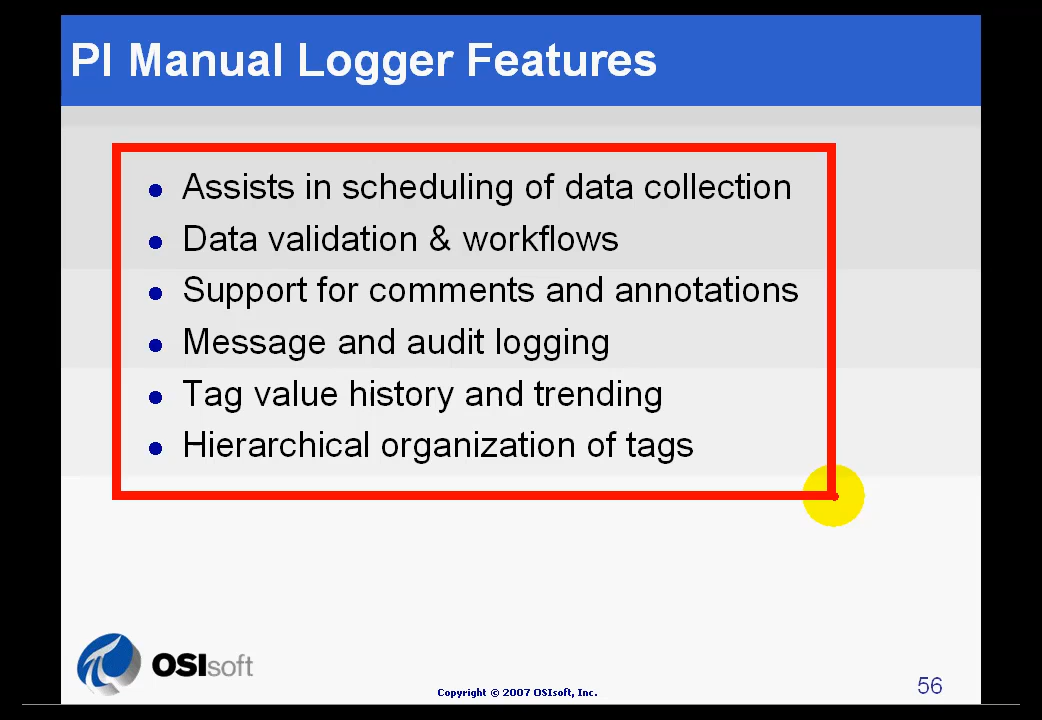 PI Manual Logger Features
Assists in scheduling of data collection
Data validation & workflows
Support for comments and annotations
Message and audit logging
Tag value history and trending
Hierarchical organization of tags
OSIsoft
Copyright © 2007 OSIsoft, Inc.
56